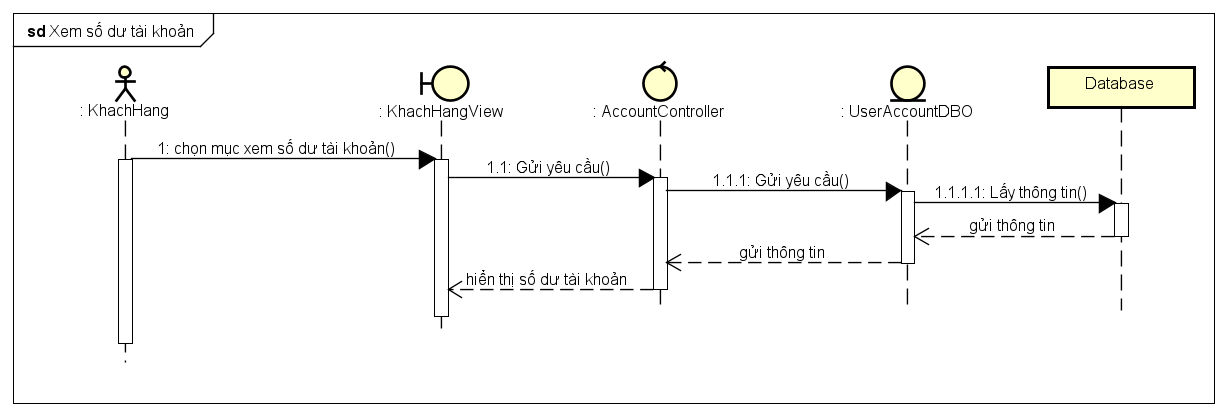 sd Xem số dư tài khoản
: KhachHang
: KhachHangView
: AccountController
: UserAccountDBO
Database
1: chọn mục xem số dư tài khoản()
1.1: Gửi yêu cầu()
1.1.1: Gửi yêu cầu()
1.1.1.1: Lấy thông tin()
gửi thông tin
gửi thông tin
hiển thị số dư tài khoản